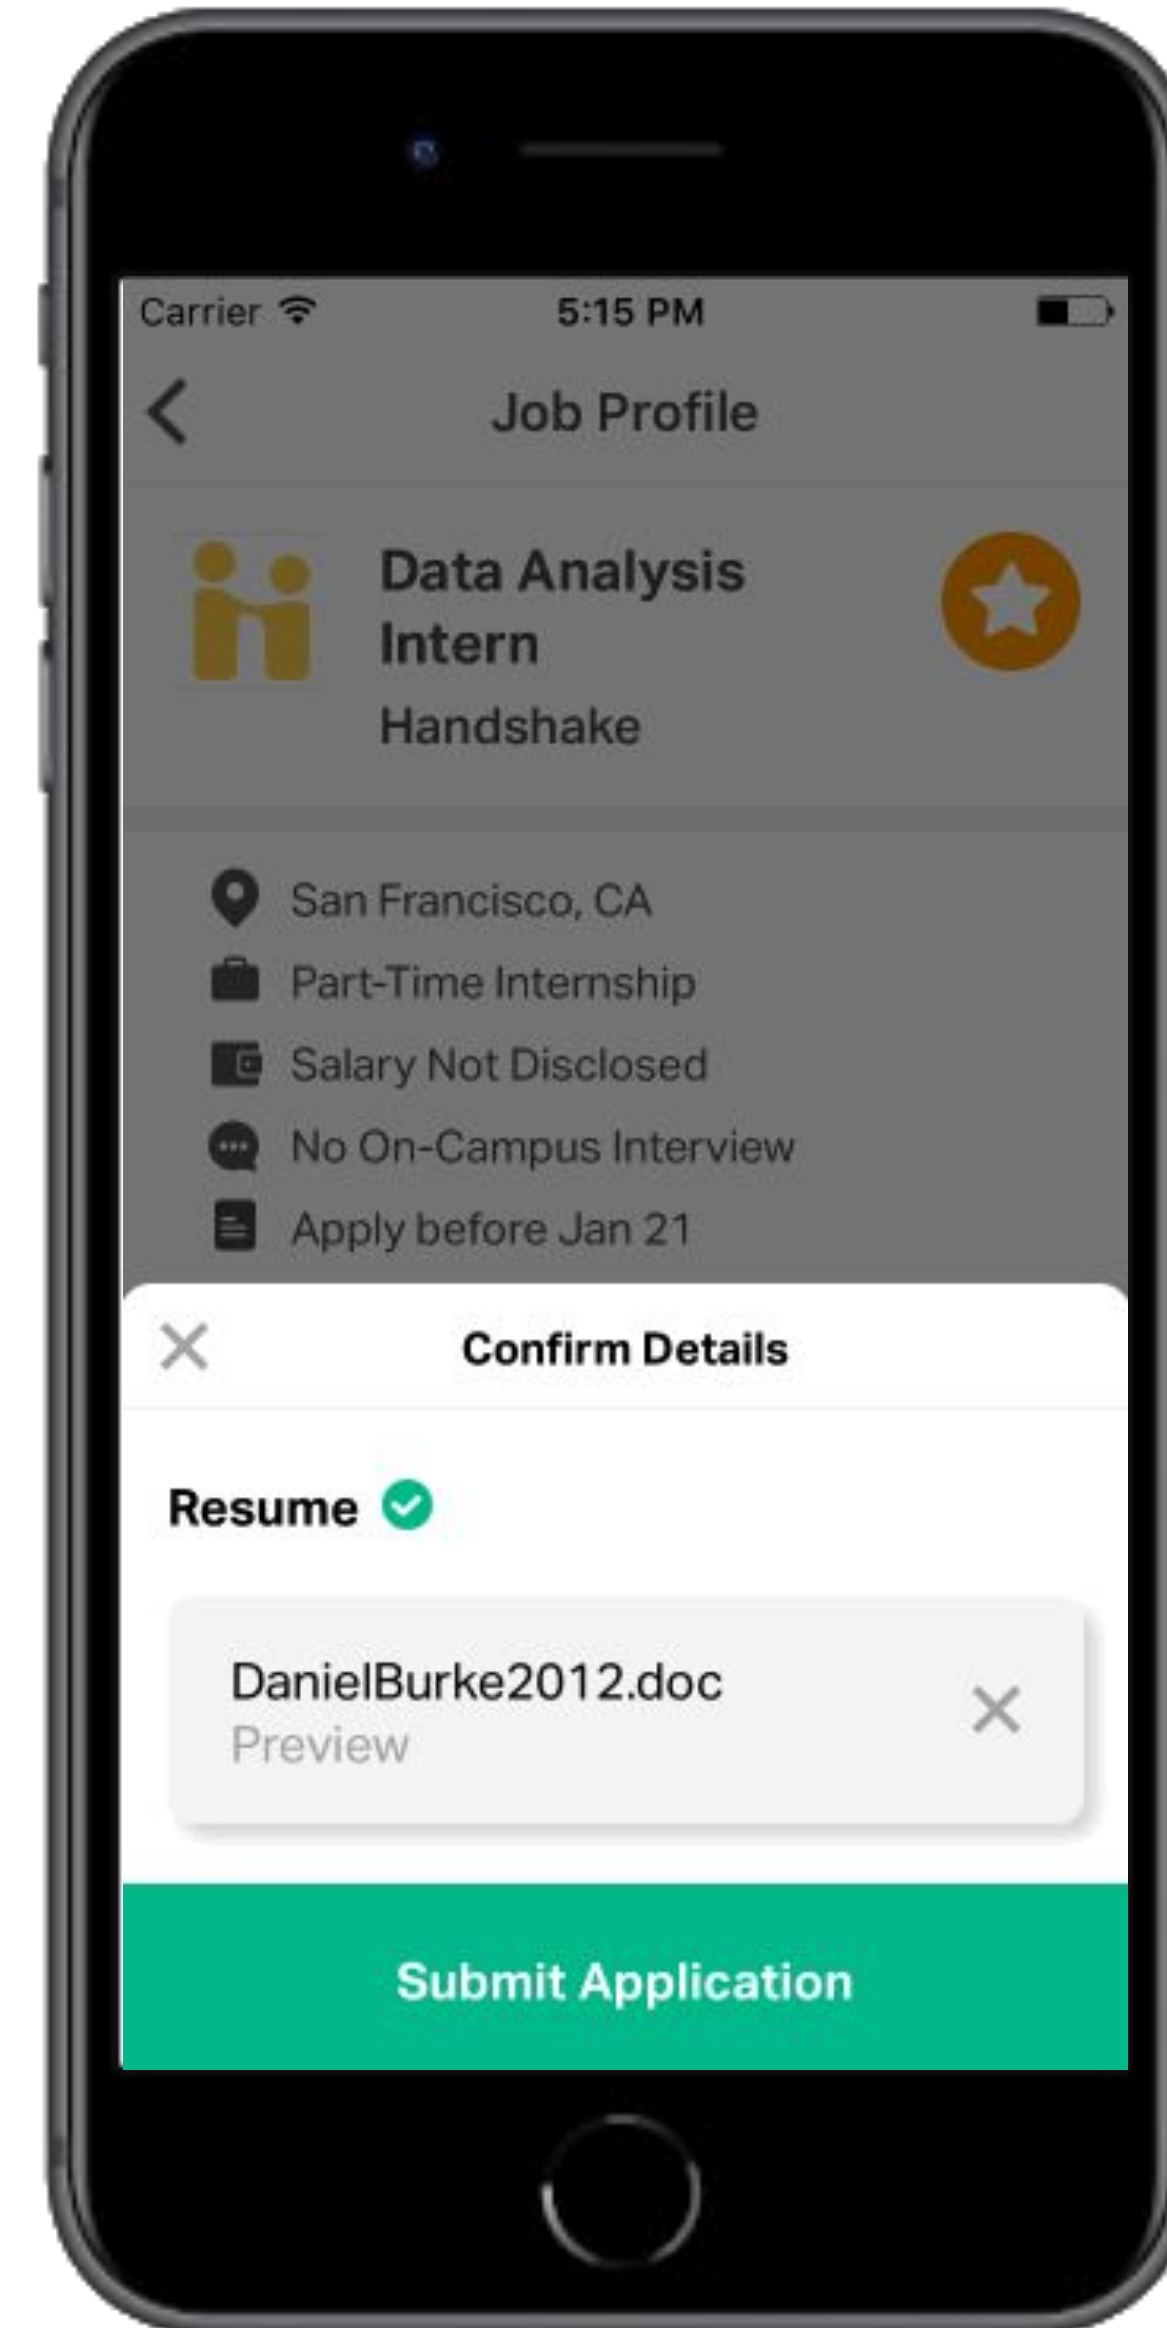 Carrier
5:15 PM
Job Profile
Data Analysis
Intern
Handshake
San Francisco, CA
Part-Time Internship
Salary Not Disclosed
No On-Campus Interview
Apply before Jan 21
Confirm Details
Resume
DanielBurke2012.doc
Preview
Submit Application